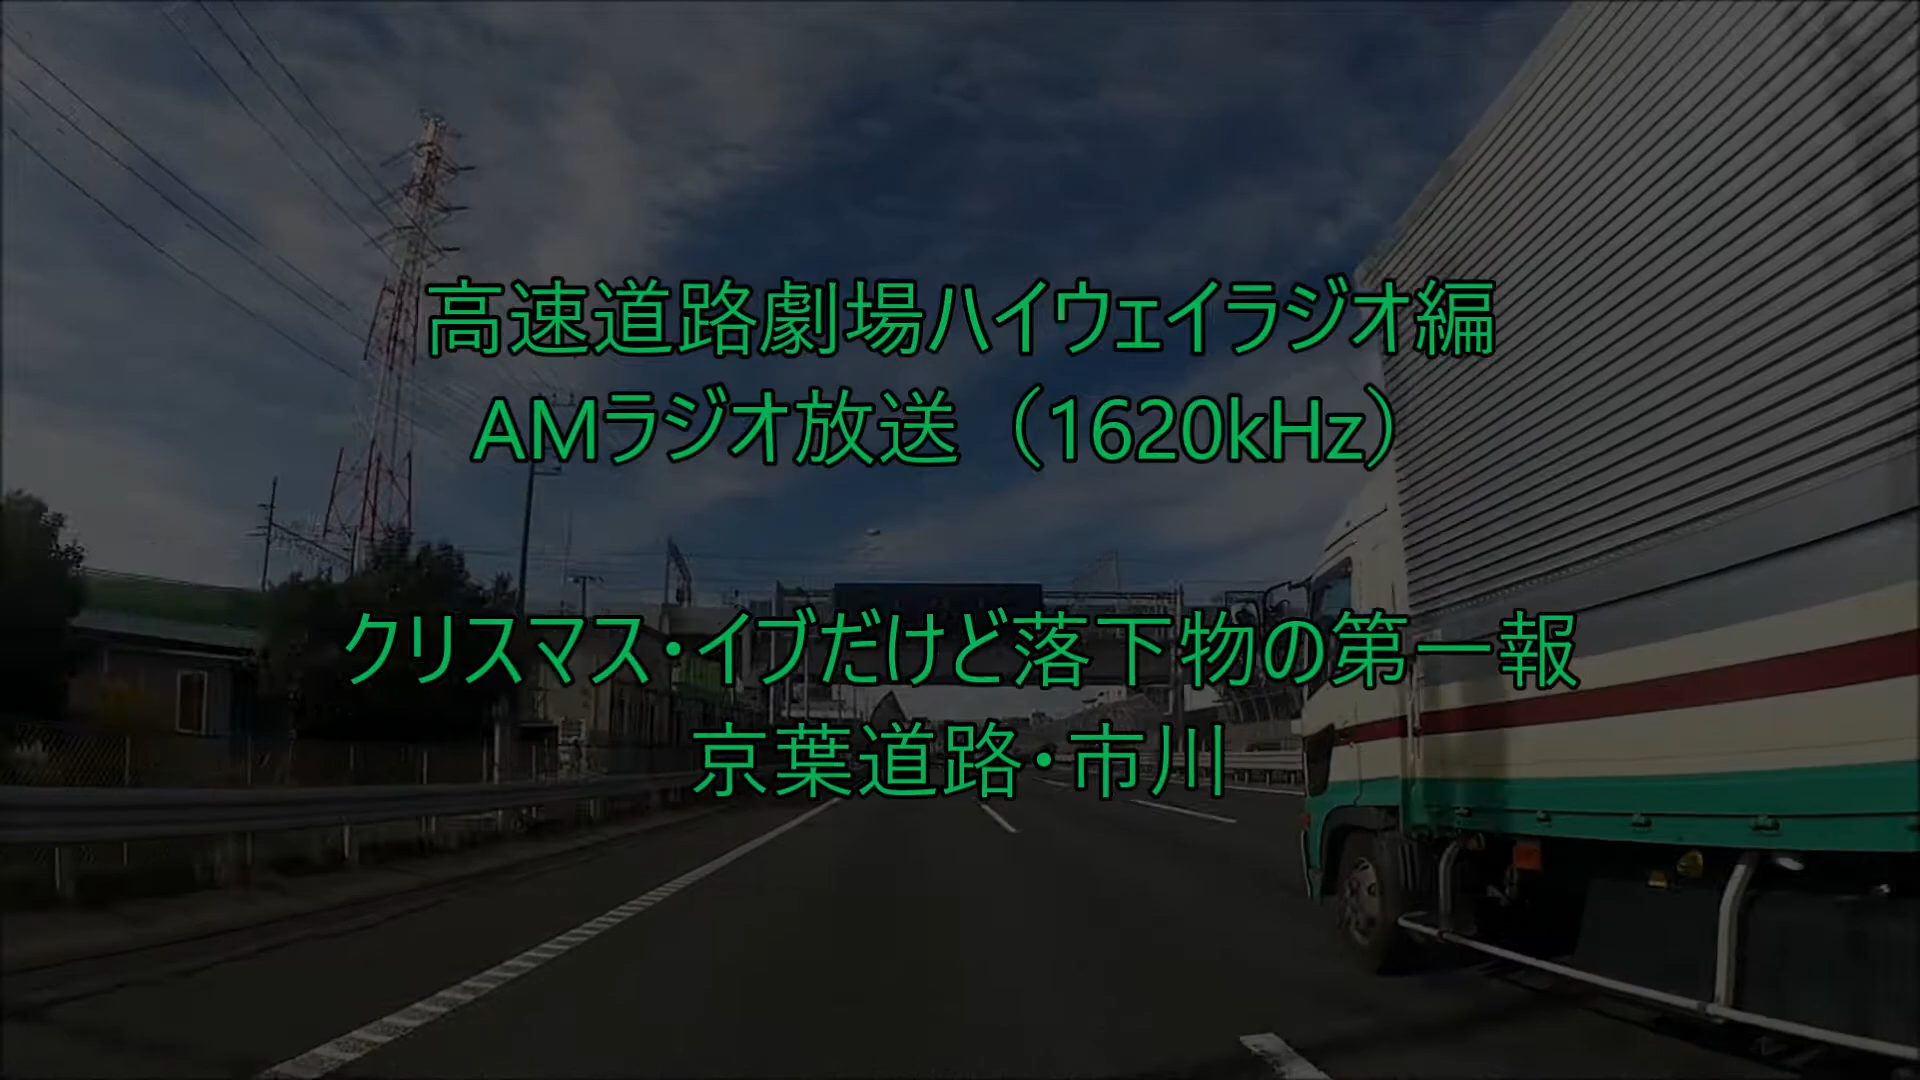 高速道路劇場ハイウェイラジオ編
AMラジオ放送（1620kHz）
クリスマス・イブだけど落下物の第一報
京葉道路・市川